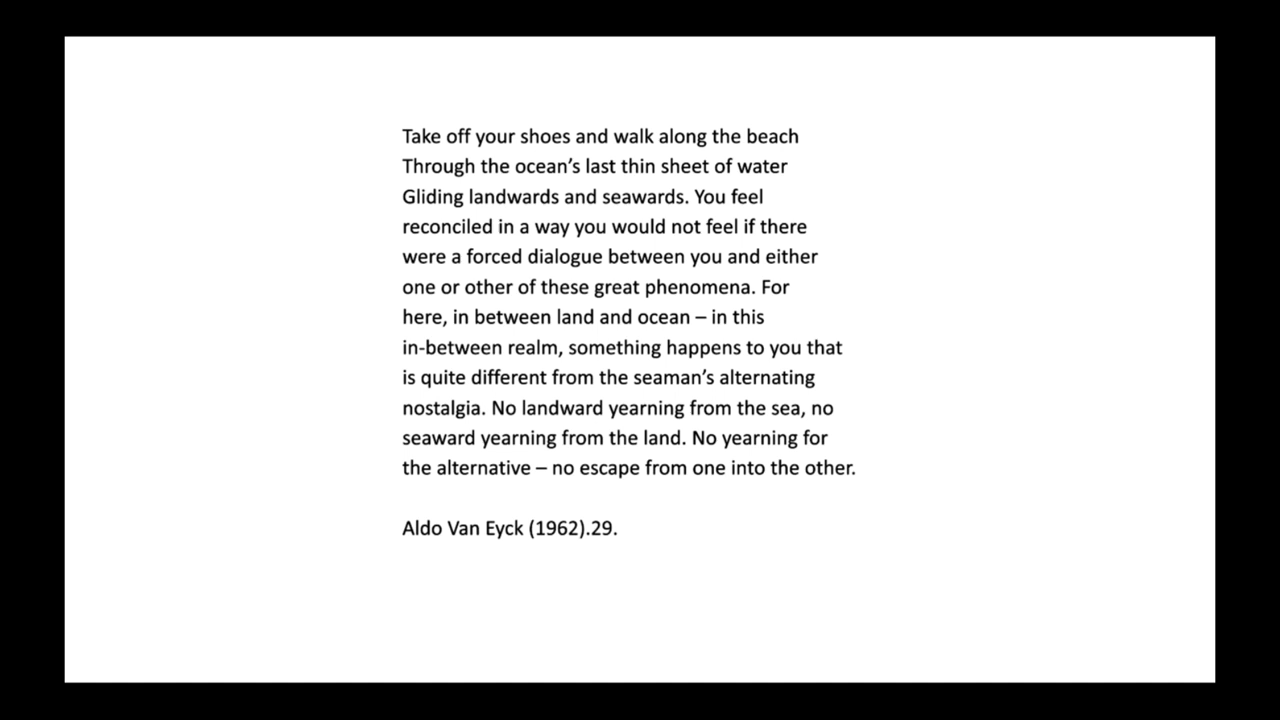 Take off your shoes and walk along the beach
Through the ocean’s last thin sheet of water
Gliding landwards and seawards. You feel
reconciled in a way you would not feel if there
were a forced dialogue between you and either
one or other of these great phenomena. For
here, in between land and ocean – in this
in-between realm, something happens to you that
is quite different from the seaman’s alternating
nostalgia. No landward yearning from the sea, no
seaward yearning from the land. No yearning for
the alternative – no escape from one into the other.
Aldo Van Eyck (1962).29.